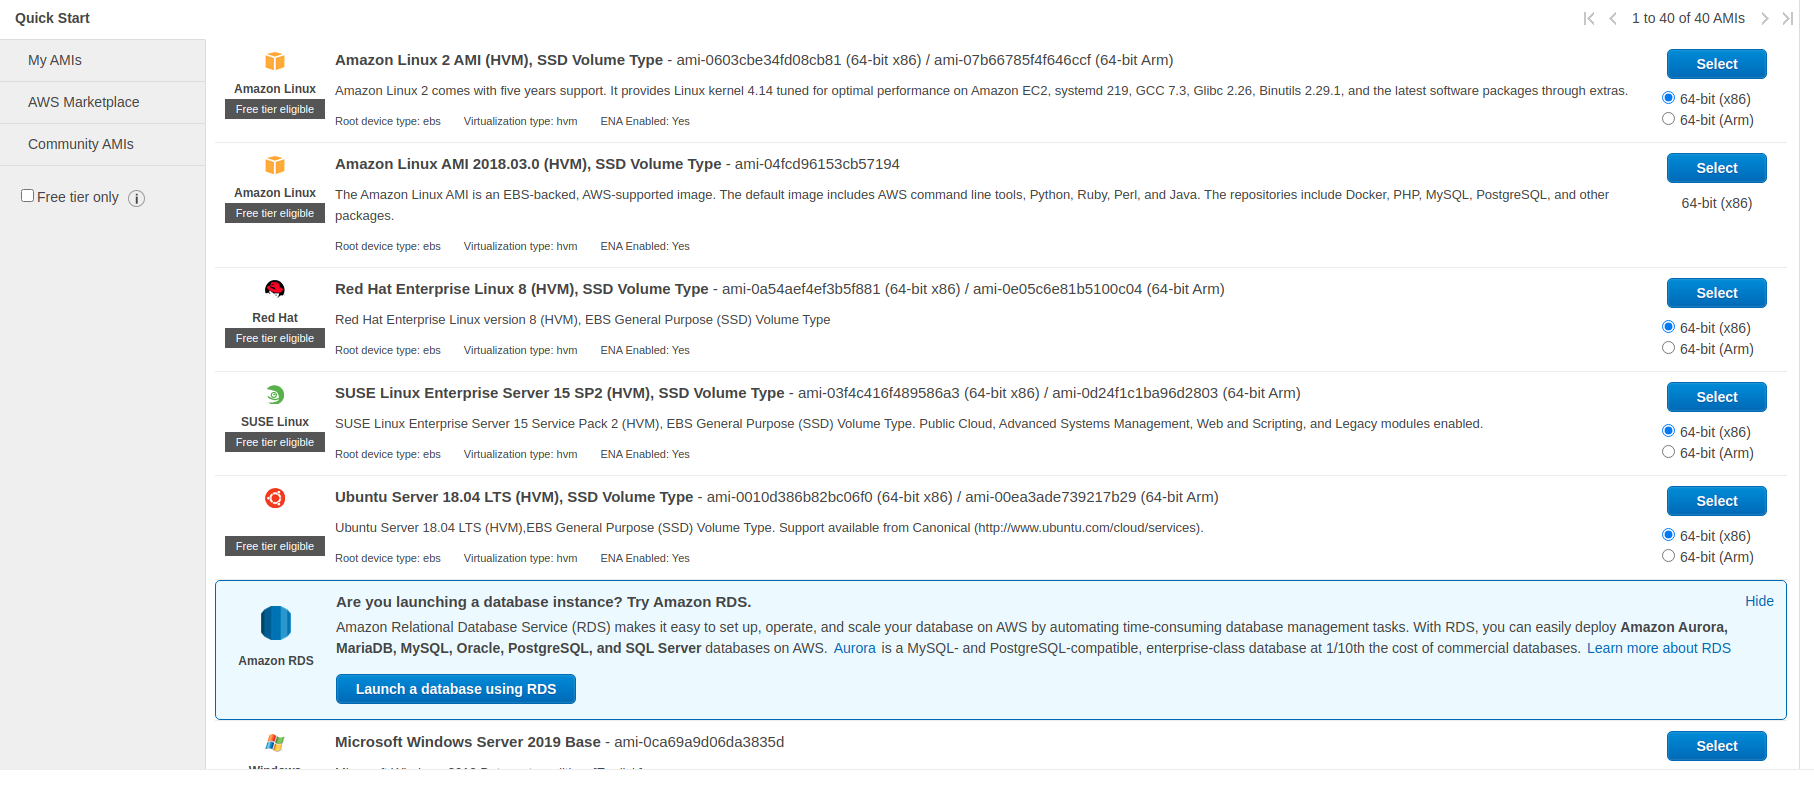 Quick Start
1 to 40 of 40 AMIs
My AMIs
AWS Marketplace
Community AMIs
Free tier only
Amazon Linux
Free tier eligible
Amazon Linux 2 AMI (HVM), SSD Volume Type - ami-0603cbe34fd08cb81 (64-bit x86) / ami-07b66785f4f646ccf (64-bit Arm)
Amazon Linux 2 comes with five years support. It provides Linux kernel 4.14 tuned for optimal performance on Amazon EC2, systemd 219, GCC 7.3, Glibc 2.26, Binutils 2.29.1, and the latest software packages through extras.
Root device type: ebs Virtualization type: hvm ENA Enabled: Yes
Select
64-bit (x86)
64-bit (Arm)
Amazon Linux
Free tier eligible
Amazon Linux AMI 2018.03.0 (HVM), SSD Volume Type - ami-04fcd96153cb57194
The Amazon Linux AMI is an EBS-backed, AWS-supported image. The default image includes AWS command line tools, Python, Ruby, Perl, and Java. The repositories include Docker, PHP, MySQL, PostgreSQL, and other
packages.
Root device type: ebs Virtualization type: hvm ENA Enabled: Yes
Select
64-bit (x86)
Red Hat
Free tier eligible
Red Hat Enterprise Linux 8 (HVM), SSD Volume Type - ami-0a54aef4ef3b5f881 (64-bit x86) / ami-0e05c6e81b5100c04 (64-bit Arm)
Red Hat Enterprise Linux version 8 (HVM), EBS General Purpose (SSD) Volume Type
Root device type: ebs Virtualization type: hvm ENA Enabled: Yes
Select
64-bit (x86)
64-bit (Arm)
SUSE Linux
Free tier eligible
SUSE Linux Enterprise Server 15 SP2 (HVM), SSD Volume Type - ami-03f4c416f489586a3 (64-bit x86) / ami-0d24f1c1ba96d2803 (64-bit Arm)
SUSE Linux Enterprise Server 15 Service Pack 2 (HVM), EBS General Purpose (SSD) Volume Type. Public Cloud, Advanced Systems Management, Web and Scripting, and Legacy modules enabled.
Root device type: ebs Virtualization type: hvm ENA Enabled: Yes
Select
64-bit (x86)
64-bit (Arm)
Free tier eligible
Ubuntu Server 18.04 LTS (HVM), SSD Volume Type - ami-0010d386b82bc06f0 (64-bit x86) / ami-00ea3ade739217b29 (64-bit Arm)
Ubuntu Server 18.04 LTS (HVM),EBS General Purpose (SSD) Volume Type. Support available from Canonical (http://www.ubuntu.com/cloud/services).
Root device type: ebs Virtualization type: hvm ENA Enabled: Yes
Select
64-bit (x86)
64-bit (Arm)
Amazon RDS
Are you launching a database instance? Try Amazon RDS.
Hide
Amazon Relational Database Service (RDS) makes it easy to set up, operate, and scale your database on AWS by automating time-consuming database management tasks. With RDS, you can easily deploy Amazon Aurora,
MariaDB, MySQL, Oracle, PostgreSQL, and SQL Server databases on AWS. Aurora is a MySQL- and PostgreSQL-compatible, enterprise-class database at 1/10th the cost of commercial databases. Learn more about RDS
Launch a database using RDS
Microsoft Windows Server 2019 Base - ami-0ca69a9d06da3835d
Select